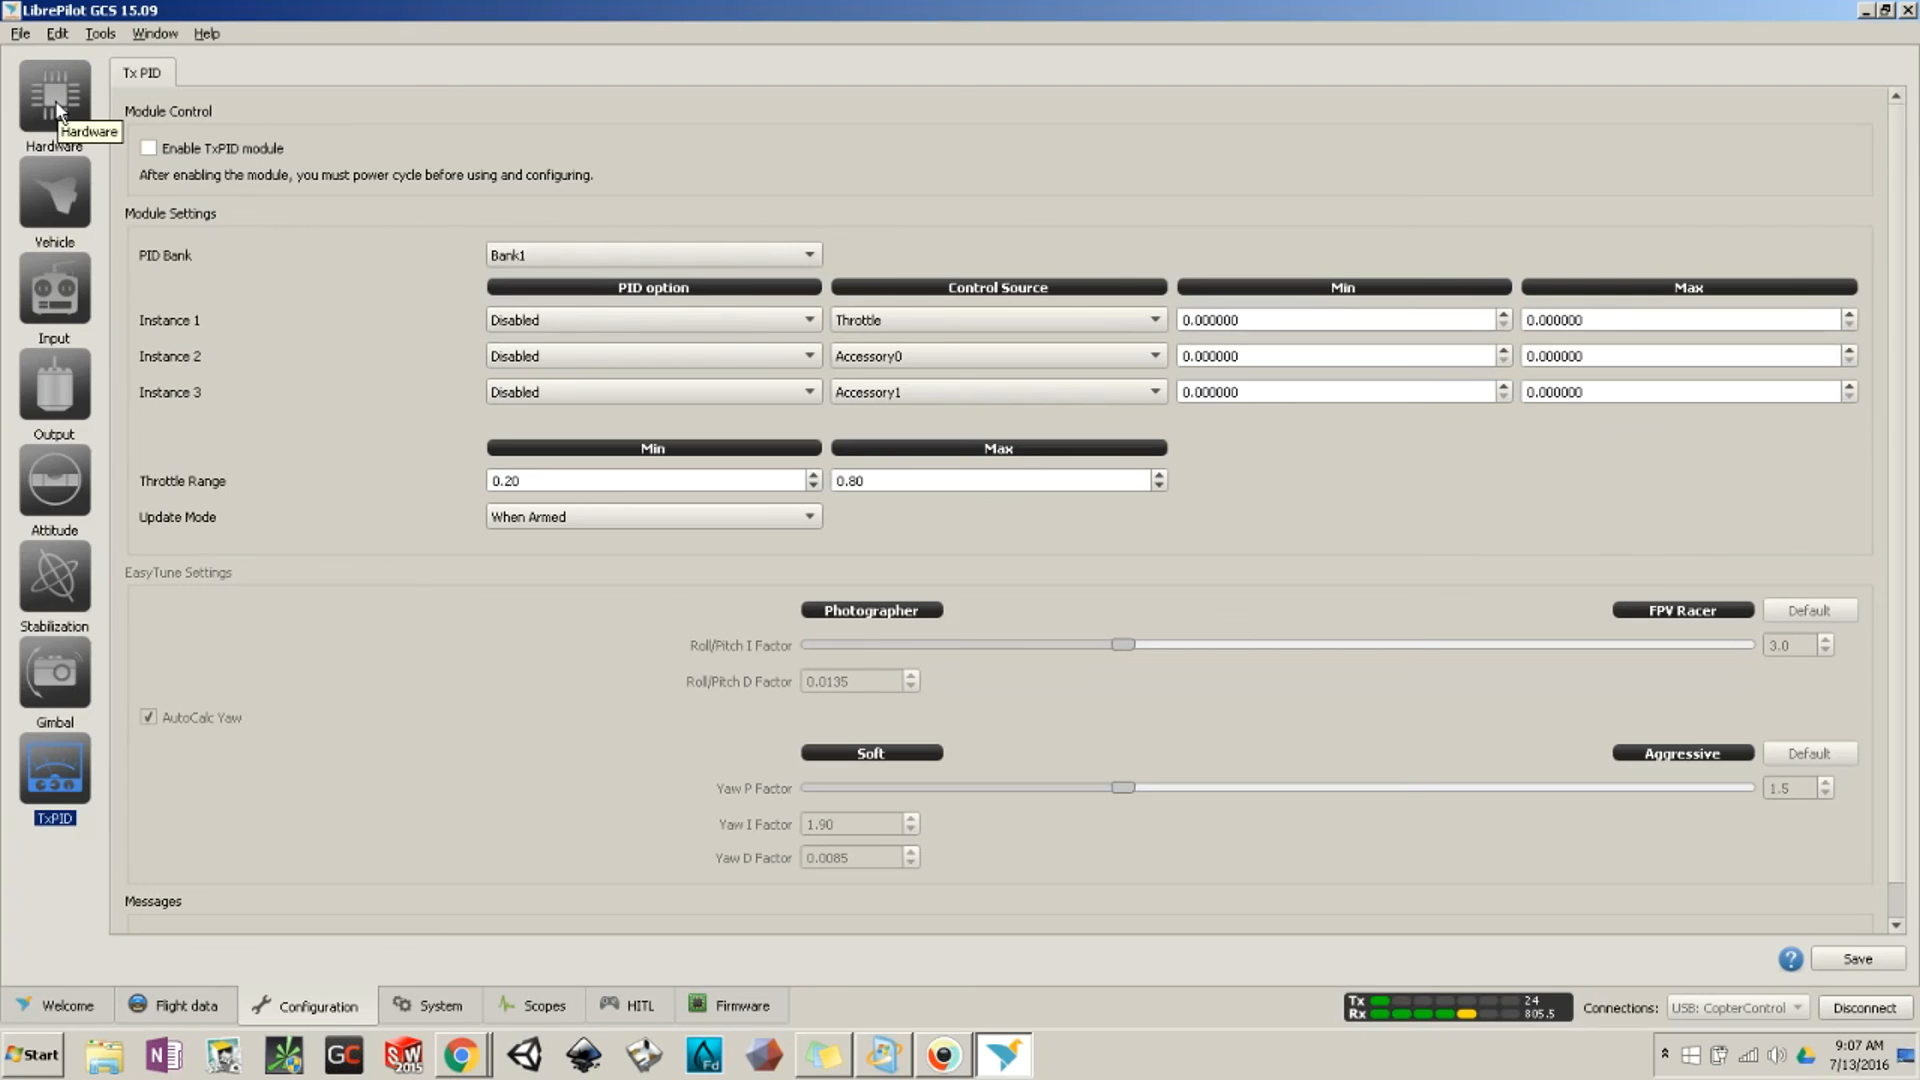 LibrePilot GCS 15.09
File Edit Tools Window Help
Hardware
Hardware
Vehicle
Input
Output
Attitude
Stabilization
Gimbal
TxPID
Tx PID
Module Control
Enable TxPID module
After enabling the module, you must power cycle before using and configuring.
Module Settings
PID Bank Bank1
PID option Control Source Min Max
Instance 1 Disabled Throttle 0.000000 0.000000
Instance 2 Disabled Accessory0 0.000000 0.000000
Instance 3 Disabled Accessory1 0.000000 0.000000
Min Max
Throttle Range 0.20 0.80
Update Mode When Armed
EasyTune Settings
Photographer FPV Racer Default
Roll/Pitch I Factor 3.0
Roll/Pitch D Factor 0.0135
AutoCalc Yaw
Soft Aggressive Default
Yaw P Factor 1.5
Yaw I Factor 1.90
Yaw D Factor 0.0085
Messages
? Save
Welcome Flight data Configuration System Scopes HITL Firmware
Tx 24
Rx 805.5
Connections: USB: CopterControl Disconnect
Start N GC SW 2015 Fd
9:07 AM
7/13/2016